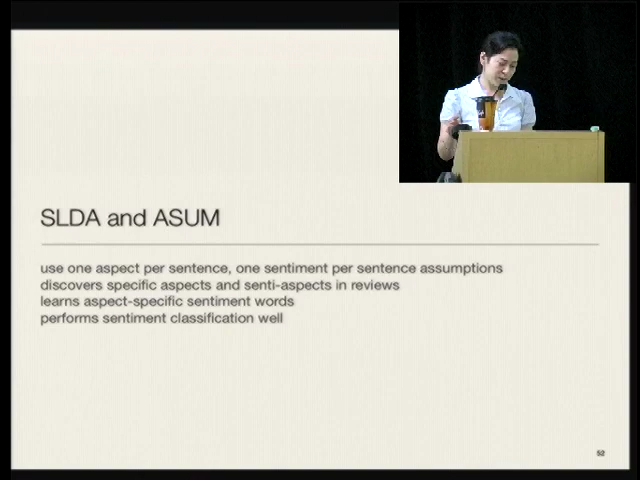 SLDA and ASUM
use one aspect per sentence, one sentiment per sentence assumptions
discovers specific aspects and senti-aspects in reviews
learns aspect-specific sentiment words
performs sentiment classification well
52